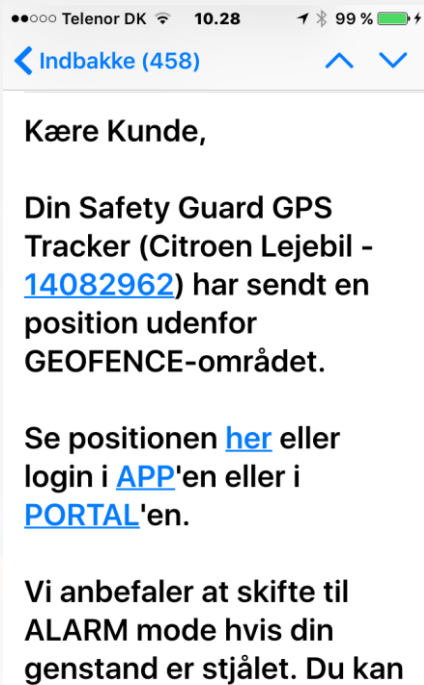 Telenor DK 10.28 99 %
Indbakke (458)
Kære Kunde,
Din Safety Guard GPS
Tracker (Citroen Lejebil -
14082962) har sendt en
position udenfor
GEOFENCE-området.
Se positionen her eller
login i APP'en eller i
PORTAL'en.
Vi anbefaler at skifte til
ALARM mode hvis din
genstand er stjålet. Du kan